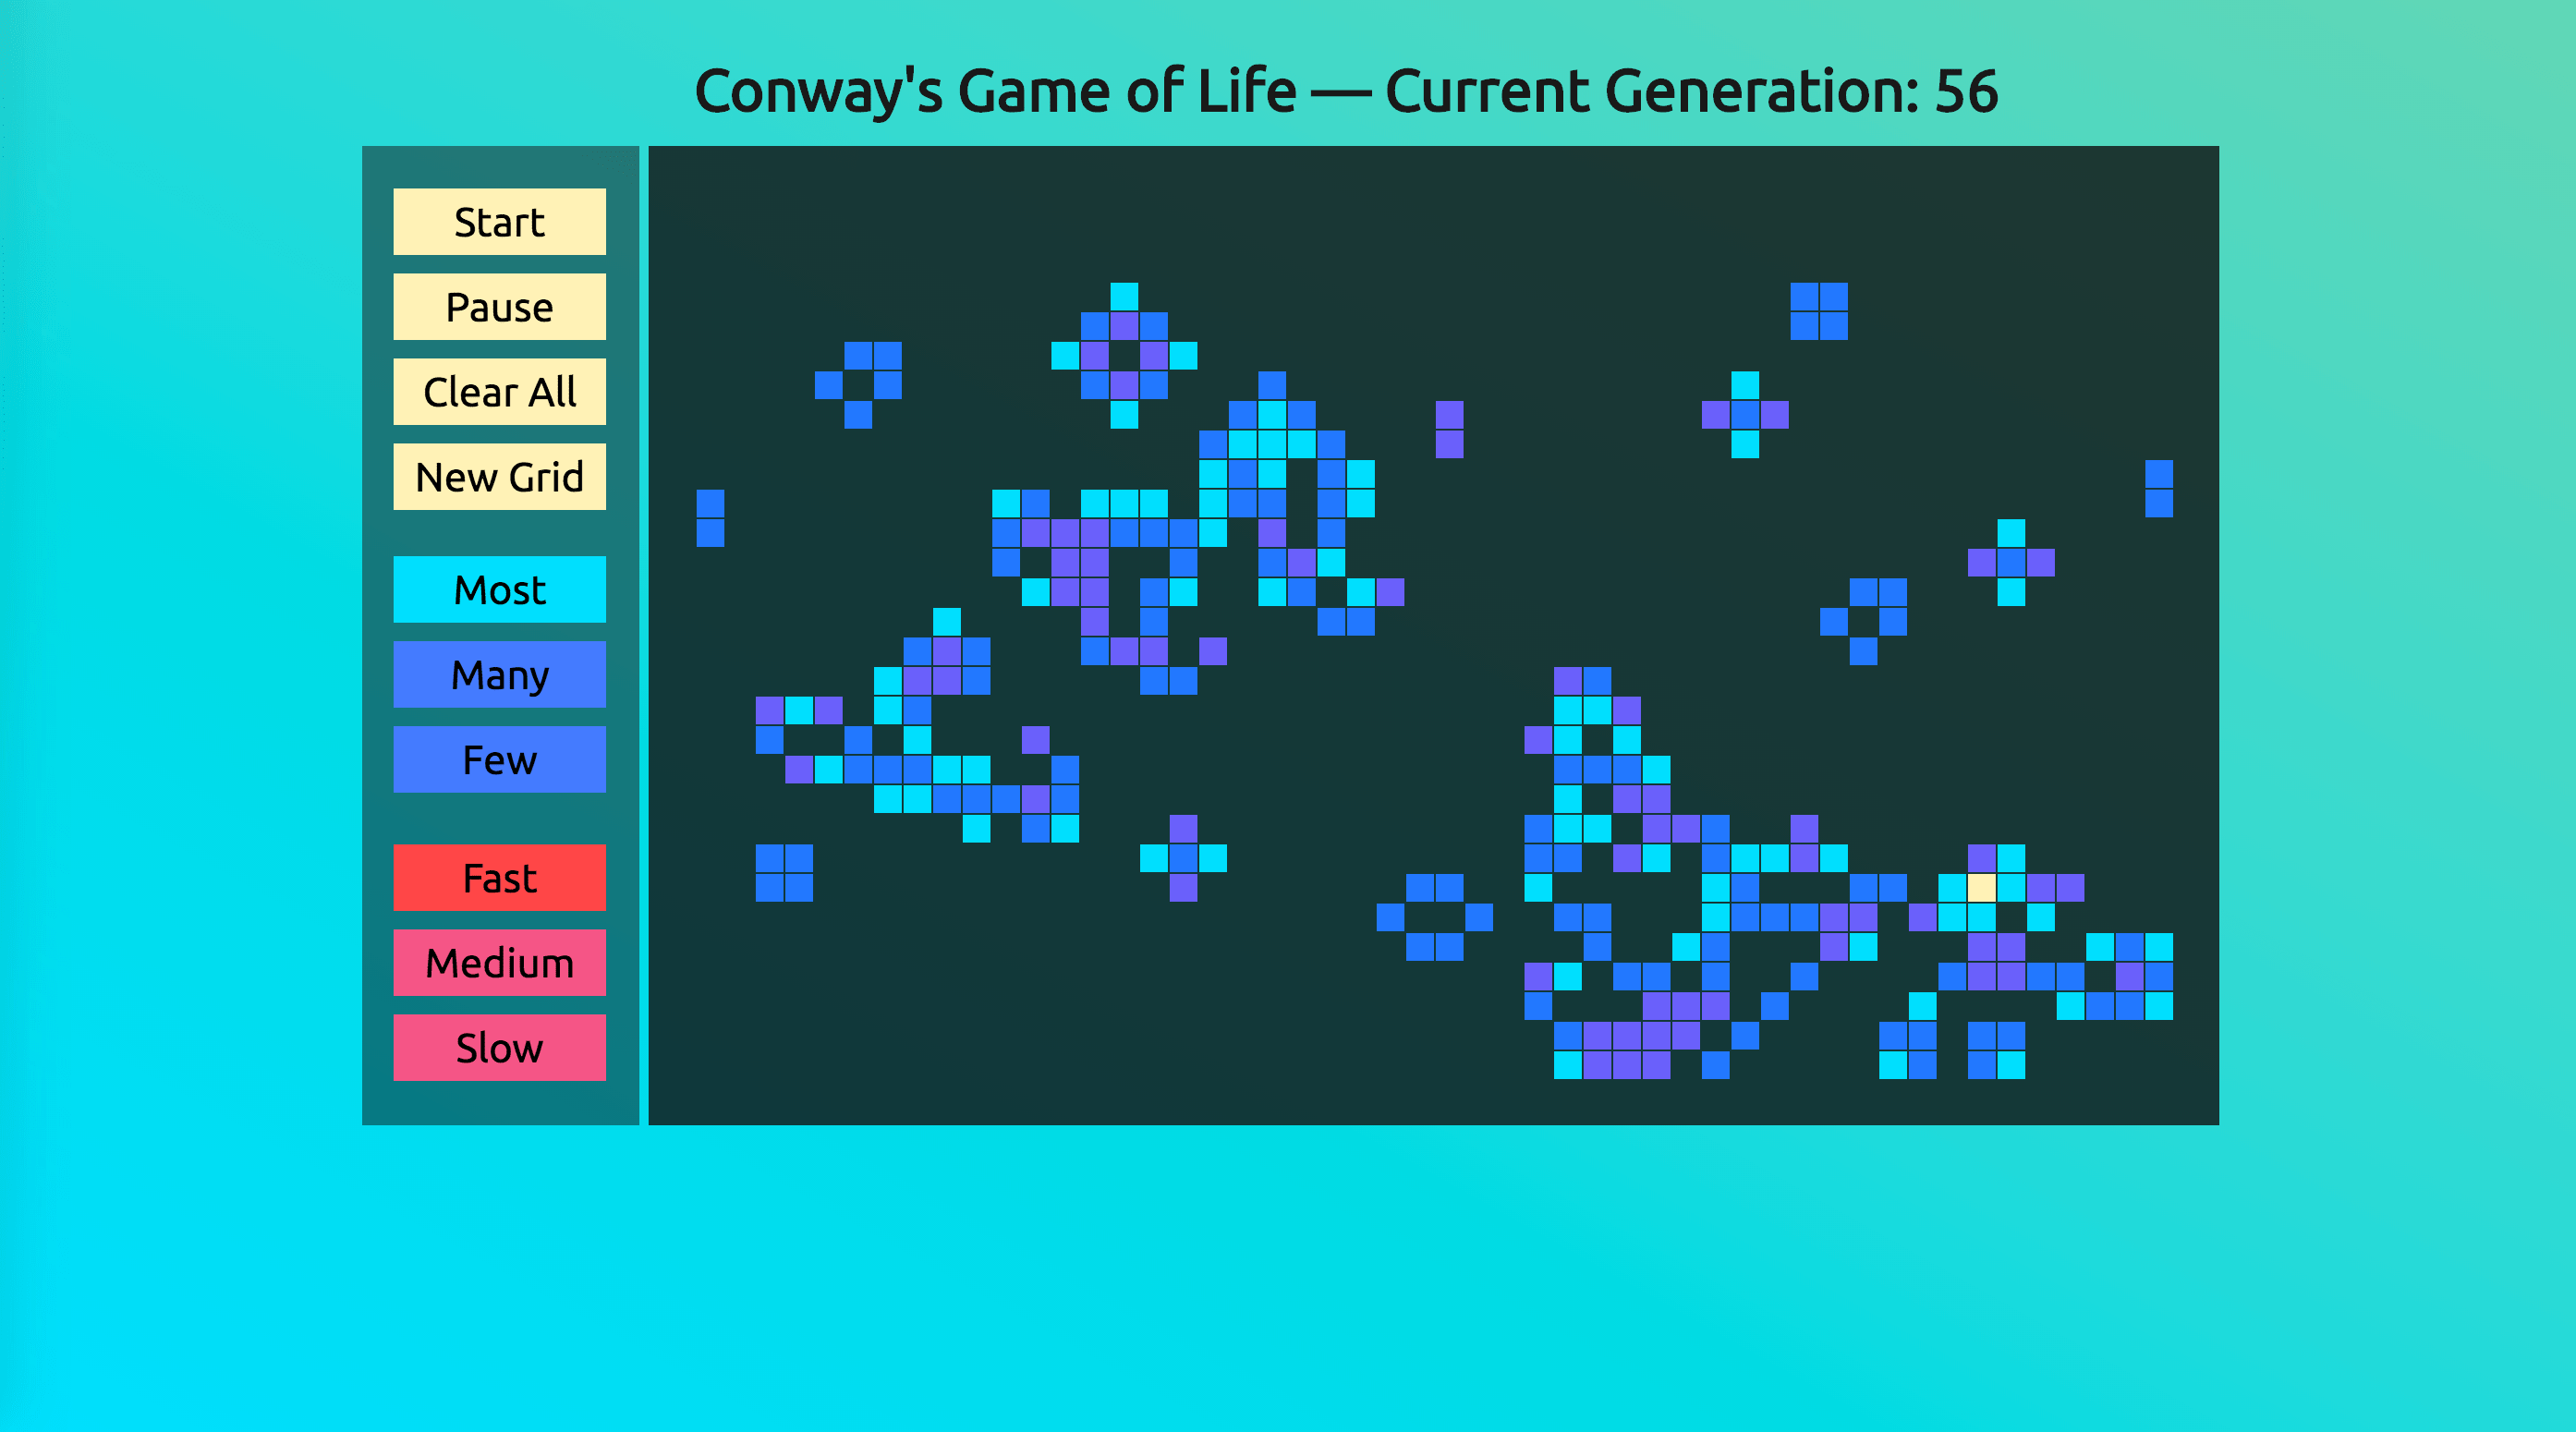 Conway's Game of Life — Current Generation: 56
Start
Pause
Clear All
New Grid
Most
Many
Few
Fast
Medium
Slow